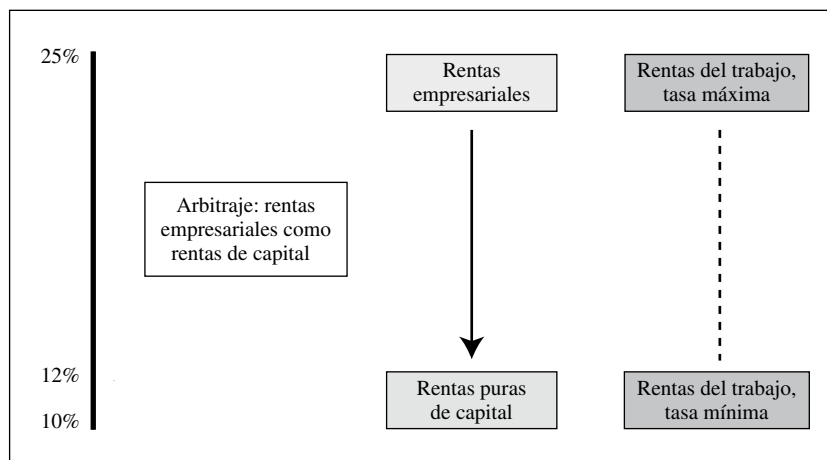 25%
Rentas
empresariales
Rentas del trabajo,
tasa máxima
Arbitraje: rentas
empresariales como
rentas de capital
12%
10%
Rentas puras
de capital
Rentas del trabajo,
tasa mínima